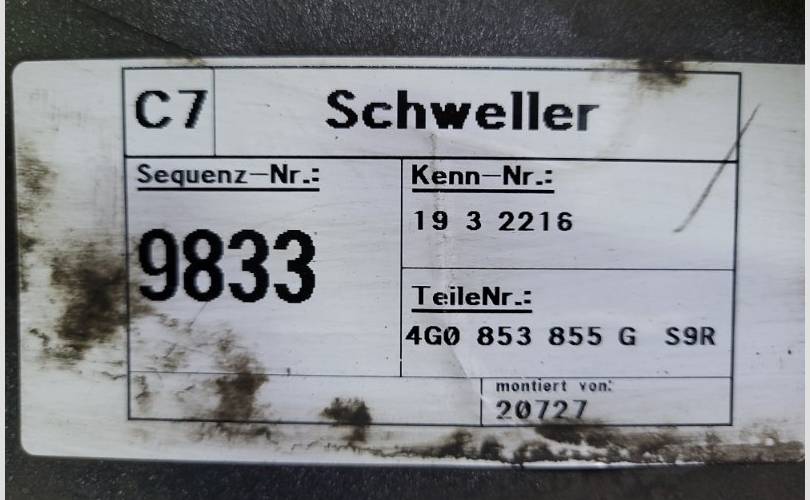 C7 Schweller
Sequenz-Nr.:
9833
Kenn-Nr.:
19 3 2216
TeileNr.:
4G0 853 855 G S9R
montiert von:
20727